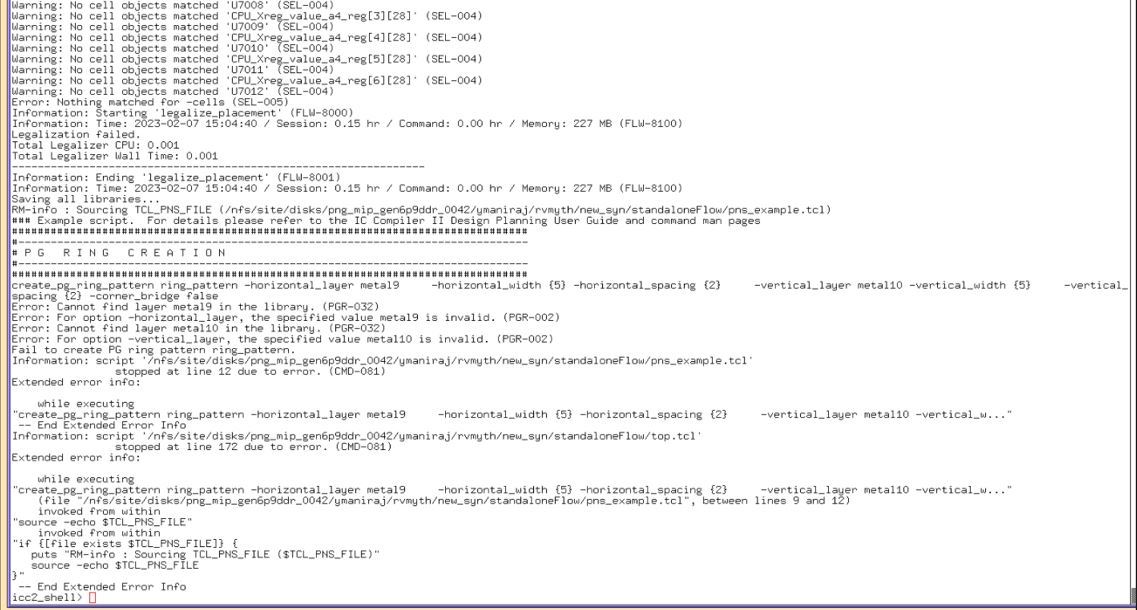 Warning: No cell objects matched 'U7008' (SEL-004)
Warning: No cell objects matched 'CPU_Xreg_value_a4_reg[3][28]' (SEL-004)
Warning: No cell objects matched 'U7009' (SEL-004)
Warning: No cell objects matched 'CPU_Xreg_value_a4_reg[4][28]' (SEL-004)
Warning: No cell objects matched 'U7010' (SEL-004)
Warning: No cell objects matched 'CPU_Xreg_value_a4_reg[5][28]' (SEL-004)
Warning: No cell objects matched 'U7011' (SEL-004)
Warning: No cell objects matched 'CPU_Xreg_value_a4_reg[6][28]' (SEL-004)
Warning: No cell objects matched 'U7012' (SEL-004)
Error: Nothing matched for -cells (SEL-005)
Information: Starting 'legalize_placement' (FLW-8000)
Information: Time: 2023-02-07 15:04:40 / Session: 0.15 hr / Command: 0.00 hr / Memory: 227 MB (FLW-8100)
Legalization failed.
Total Legalizer CPU: 0.001
Total Legalizer Wall Time: 0.001
----------------------------------------------------------------
Information: Ending 'legalize_placement' (FLW-8001)
Information: Time: 2023-02-07 15:04:40 / Session: 0.15 hr / Command: 0.00 hr / Memory: 227 MB (FLW-8100)
Saving all libraries...
RM-info : Sourcing TCL_PNS_FILE (/nfs/site/disks/png_mip_gen6p9ddr_0042/ymaniraj/rvmyth/new_syn/standaloneFlow/pns_example.tcl)
### Example script.  For details please refer to the IC Compiler II Design Planning User Guide and command man pages
################################################################################
#-------------------------------------------------------------------------------
# P G   R I N G   C R E A T I O N
#-------------------------------------------------------------------------------
################################################################################
create_pg_ring_pattern ring_pattern -horizontal_layer metal9     -horizontal_width {5} -horizontal_spacing {2}     -vertical_layer metal10 -vertical_width {5}     -vertical_
spacing {2} -corner_bridge false
Error: Cannot find layer metal9 in the library. (PGR-032)
Error: For option -horizontal_layer, the specified value metal9 is invalid. (PGR-002)
Error: Cannot find layer metal10 in the library. (PGR-032)
Error: For option -vertical_layer, the specified value metal10 is invalid. (PGR-002)
Fail to create PG ring pattern ring_pattern.
Information: script '/nfs/site/disks/png_mip_gen6p9ddr_0042/ymaniraj/rvmyth/new_syn/standaloneFlow/pns_example.tcl'
stopped at line 12 due to error. (CMD-081)
Extended error info:
while executing
"create_pg_ring_pattern ring_pattern -horizontal_layer metal9     -horizontal_width {5} -horizontal_spacing {2}     -vertical_layer metal10 -vertical_w..."
-- End Extended Error Info
Information: script '/nfs/site/disks/png_mip_gen6p9ddr_0042/ymaniraj/rvmyth/new_syn/standaloneFlow/top.tcl'
stopped at line 172 due to error. (CMD-081)
Extended error info:
while executing
"create_pg_ring_pattern ring_pattern -horizontal_layer metal9     -horizontal_width {5} -horizontal_spacing {2}     -vertical_layer metal10 -vertical_w..."
(file "/nfs/site/disks/png_mip_gen6p9ddr_0042/ymaniraj/rvmyth/new_syn/standaloneFlow/pns_example.tcl", between lines 9 and 12)
invoked from within
"source -echo $TCL_PNS_FILE"
invoked from within
"if {[file exists $TCL_PNS_FILE]} {
puts "RM-info : Sourcing TCL_PNS_FILE ($TCL_PNS_FILE)"
source -echo $TCL_PNS_FILE
}"
-- End Extended Error Info
icc2_shell>